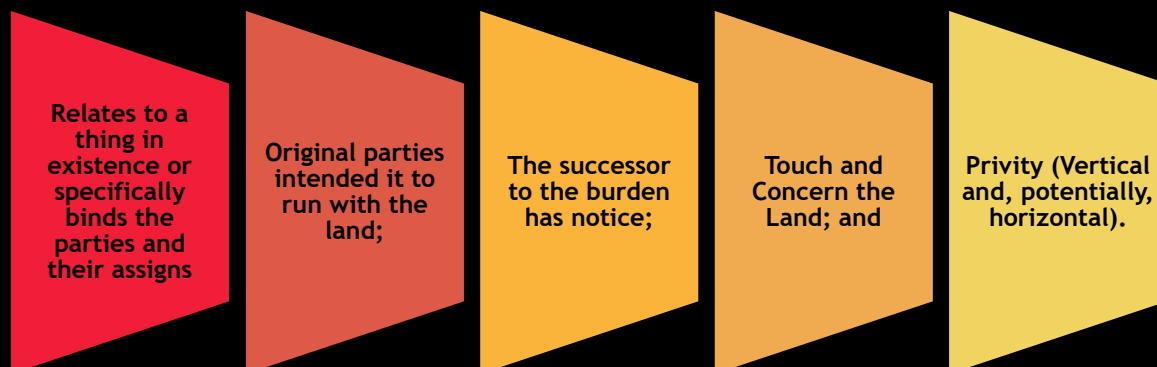 Relates to a
thing in
existence or
specifically
binds the
parties and
their assigns
Original parties
intended it to
run with the
land;
The successor
to the burden
has notice;
Touch and
Concern the
Land; and
Privity (Vertical
and, potentially,
horizontal).